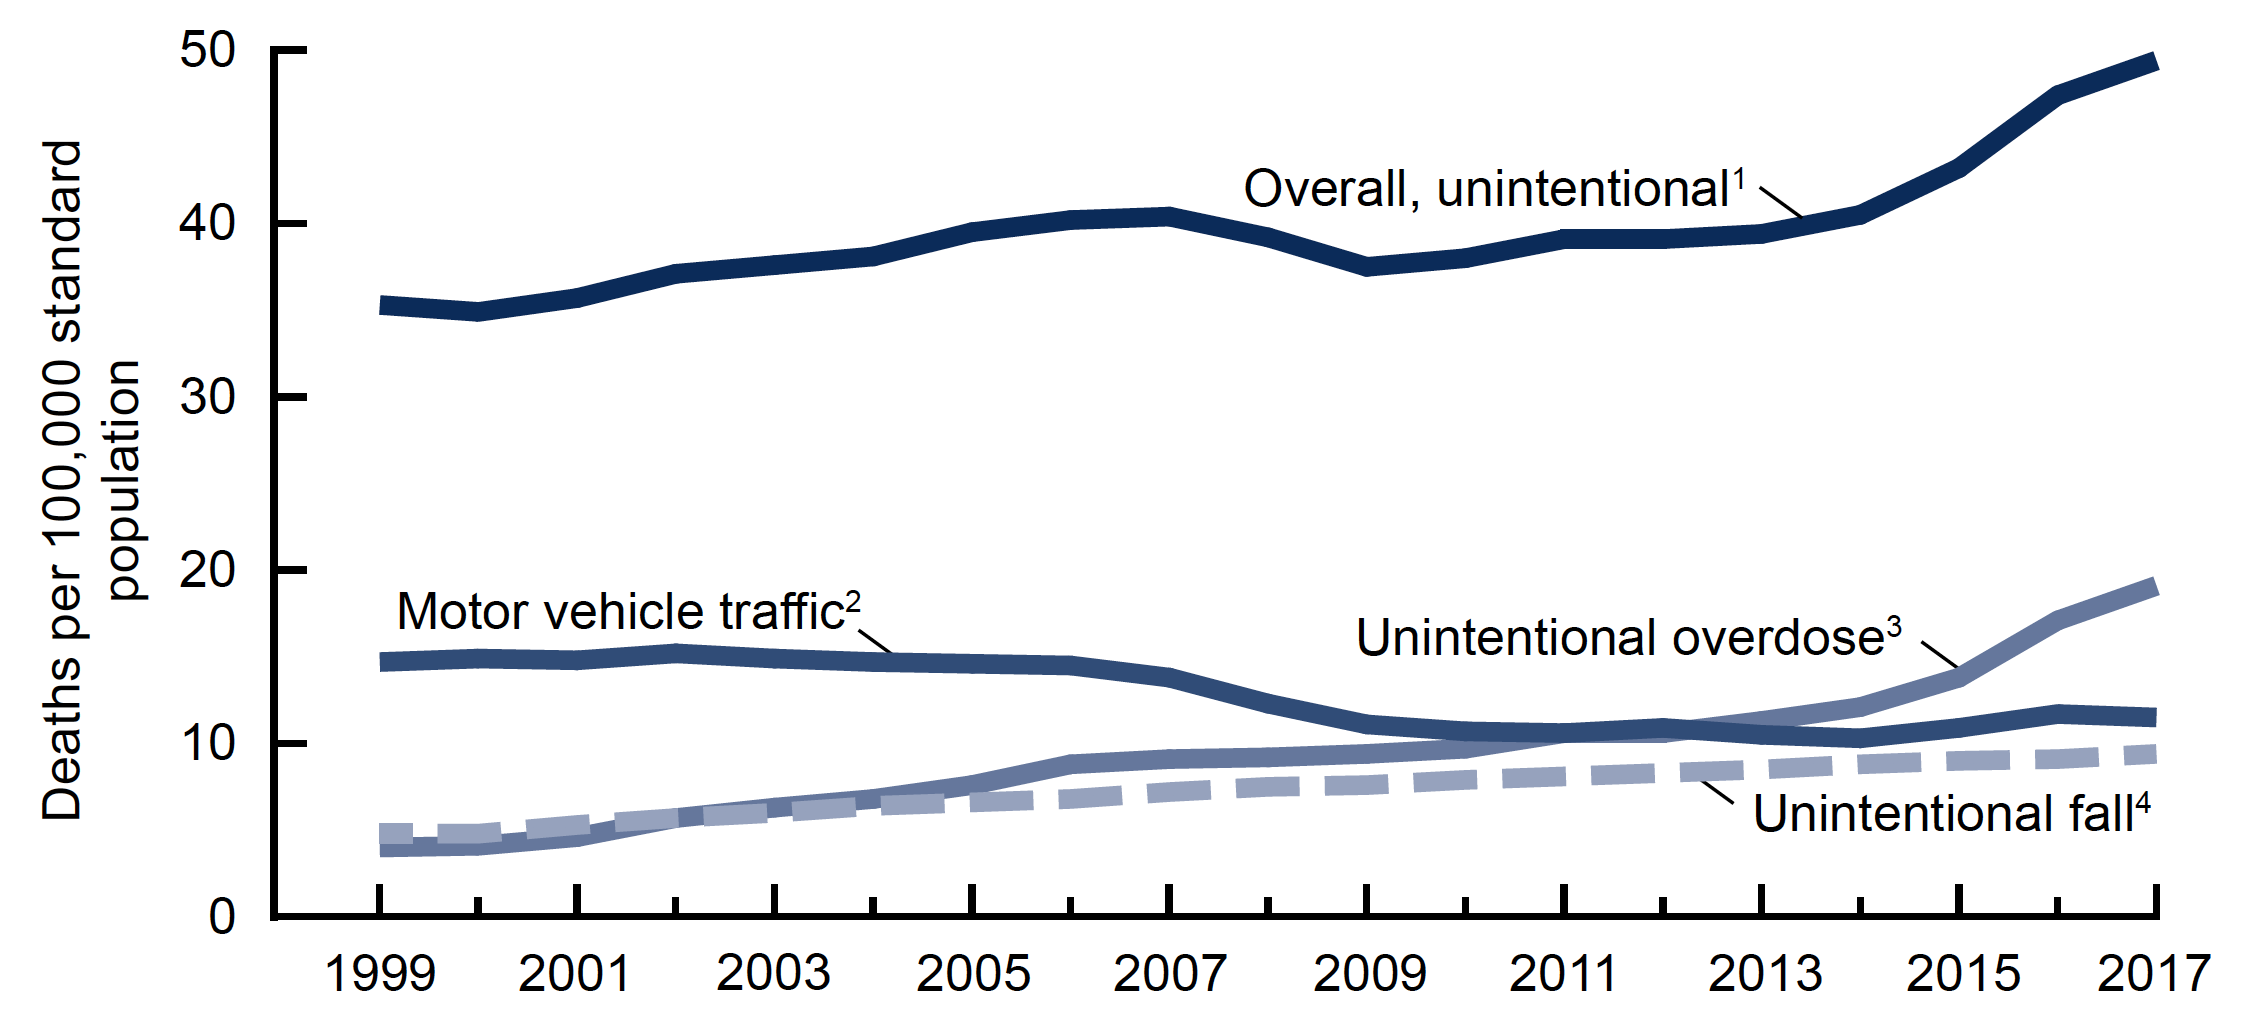 Deaths per 100,000 standard
population
50
40
30
20
10
0
Overall, unintentional¹
Motor vehicle traffic²
Unintentional overdose³
Unintentional fall⁴
1999 2001 2003 2005 2007 2009 2011 2013 2015 2017